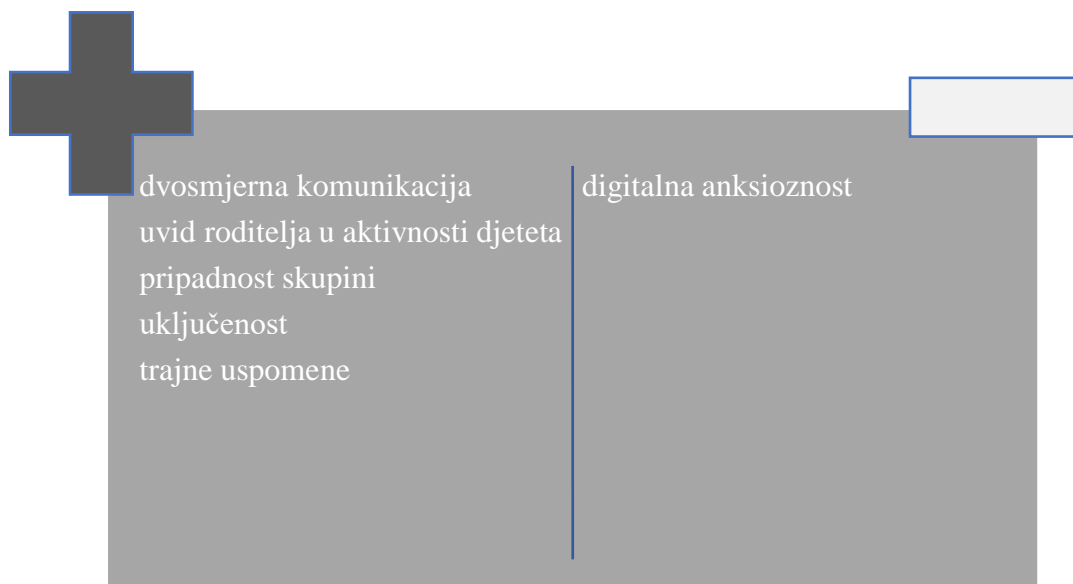 dvosmjerna komunikacija
uvid roditelja u aktivnosti djeteta
pripadnost skupini
uključenost
trajne uspomene
digitalna anksioznost